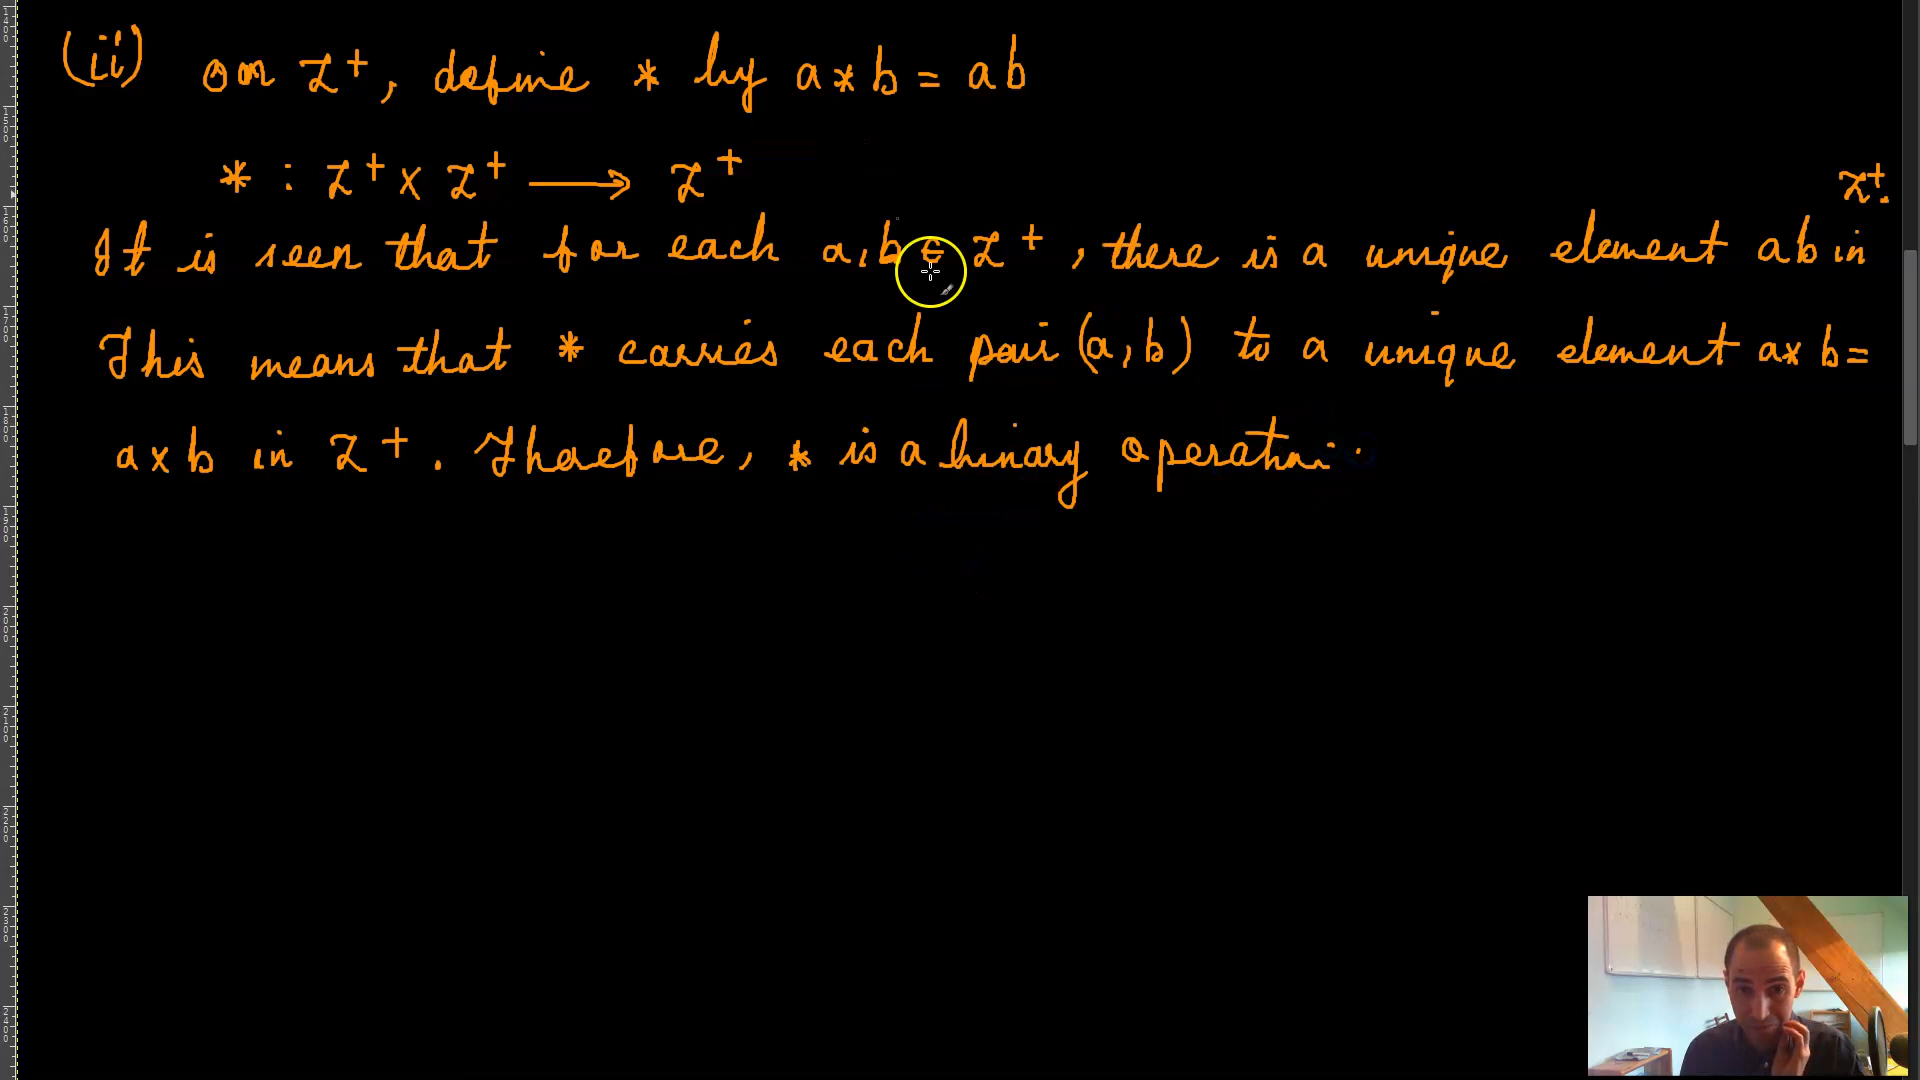 (ii) on Z⁺, define * by a * b = ab
* : Z⁺ × Z⁺ ⟶ Z⁺
It is seen that for each a, b ∈ Z⁺, there is a unique element ab in Z⁺.
This means that * carries each pair (a, b) to a unique element a * b =
a × b in Z⁺. Therefore, * is a binary operation.